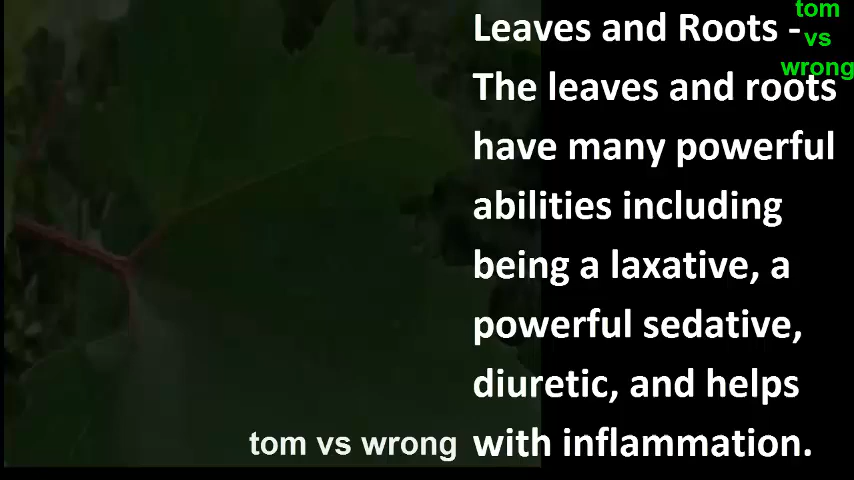 Leaves and Roots -
tom
vs
wrong
The leaves and roots
have many powerful
abilities including
being a laxative, a
powerful sedative,
diuretic, and helps
with inflammation.
tom vs wrong